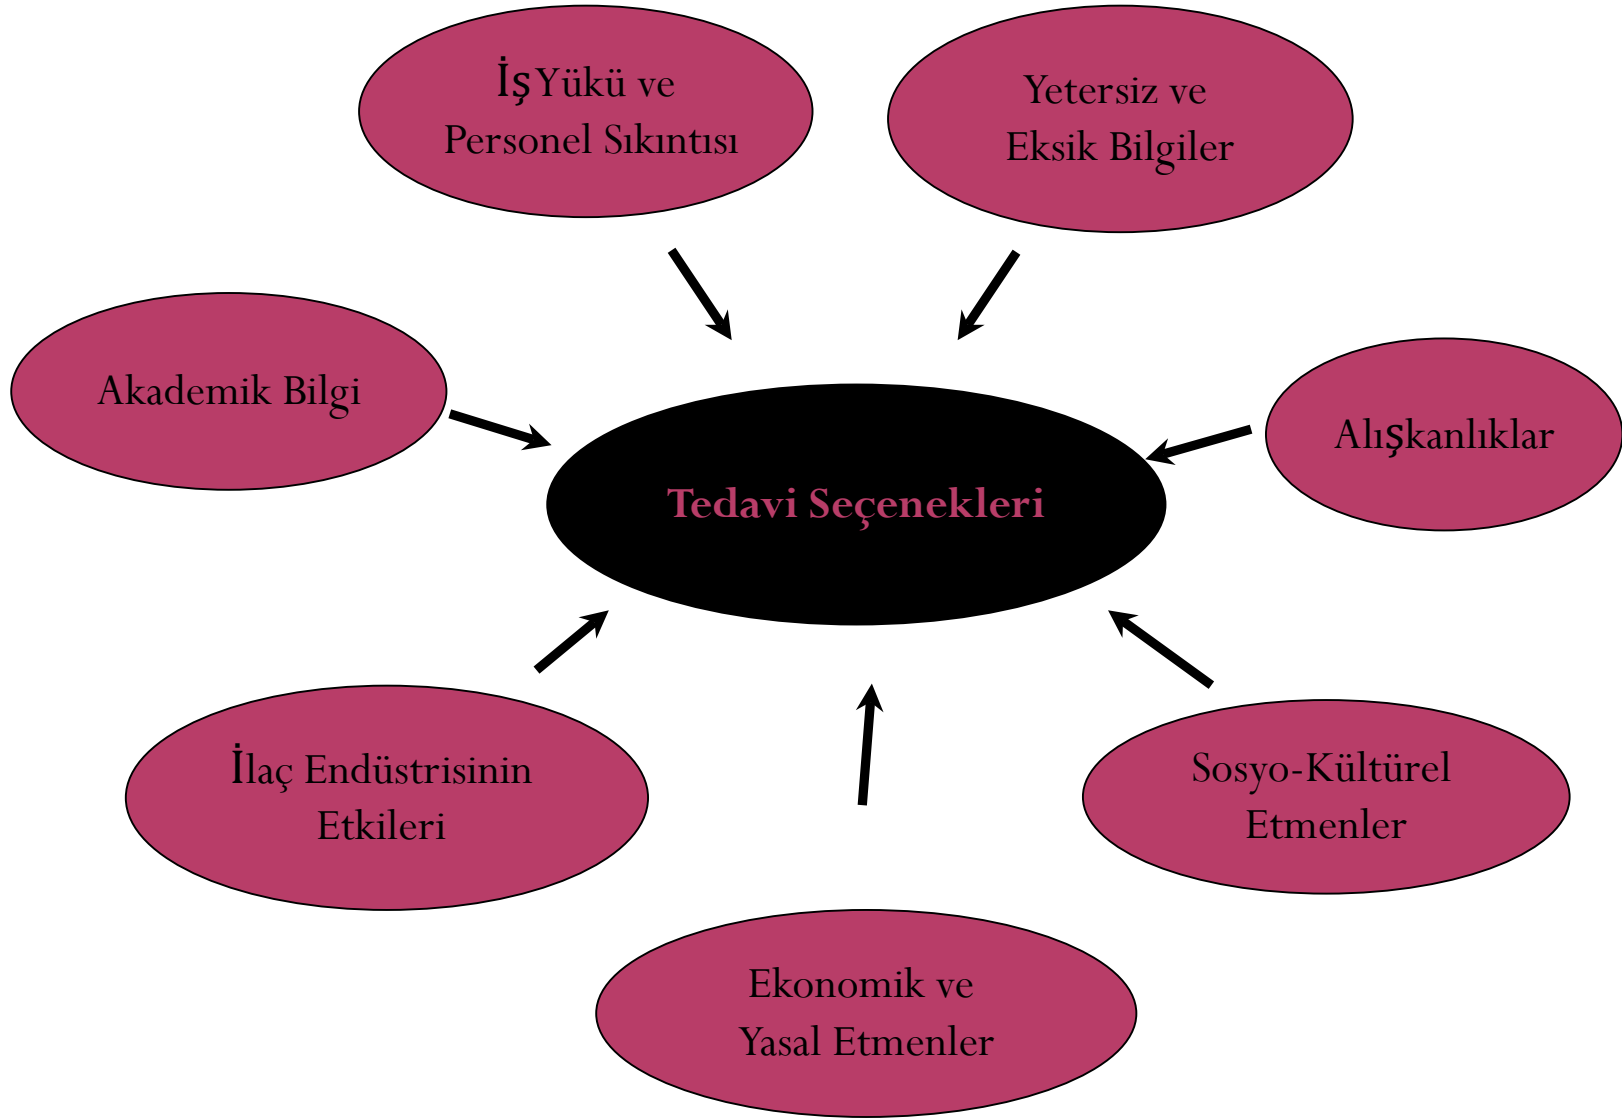 İş Yükü ve
Personel Sıkıntısı
Yetersiz ve
Eksik Bilgiler
Akademik Bilgi
Alışkanlıklar
Tedavi Seçenekleri
İlaç Endüstrisinin
Etkileri
Sosyo-Kültürel
Etmenler
Ekonomik ve
Yasal Etmenler